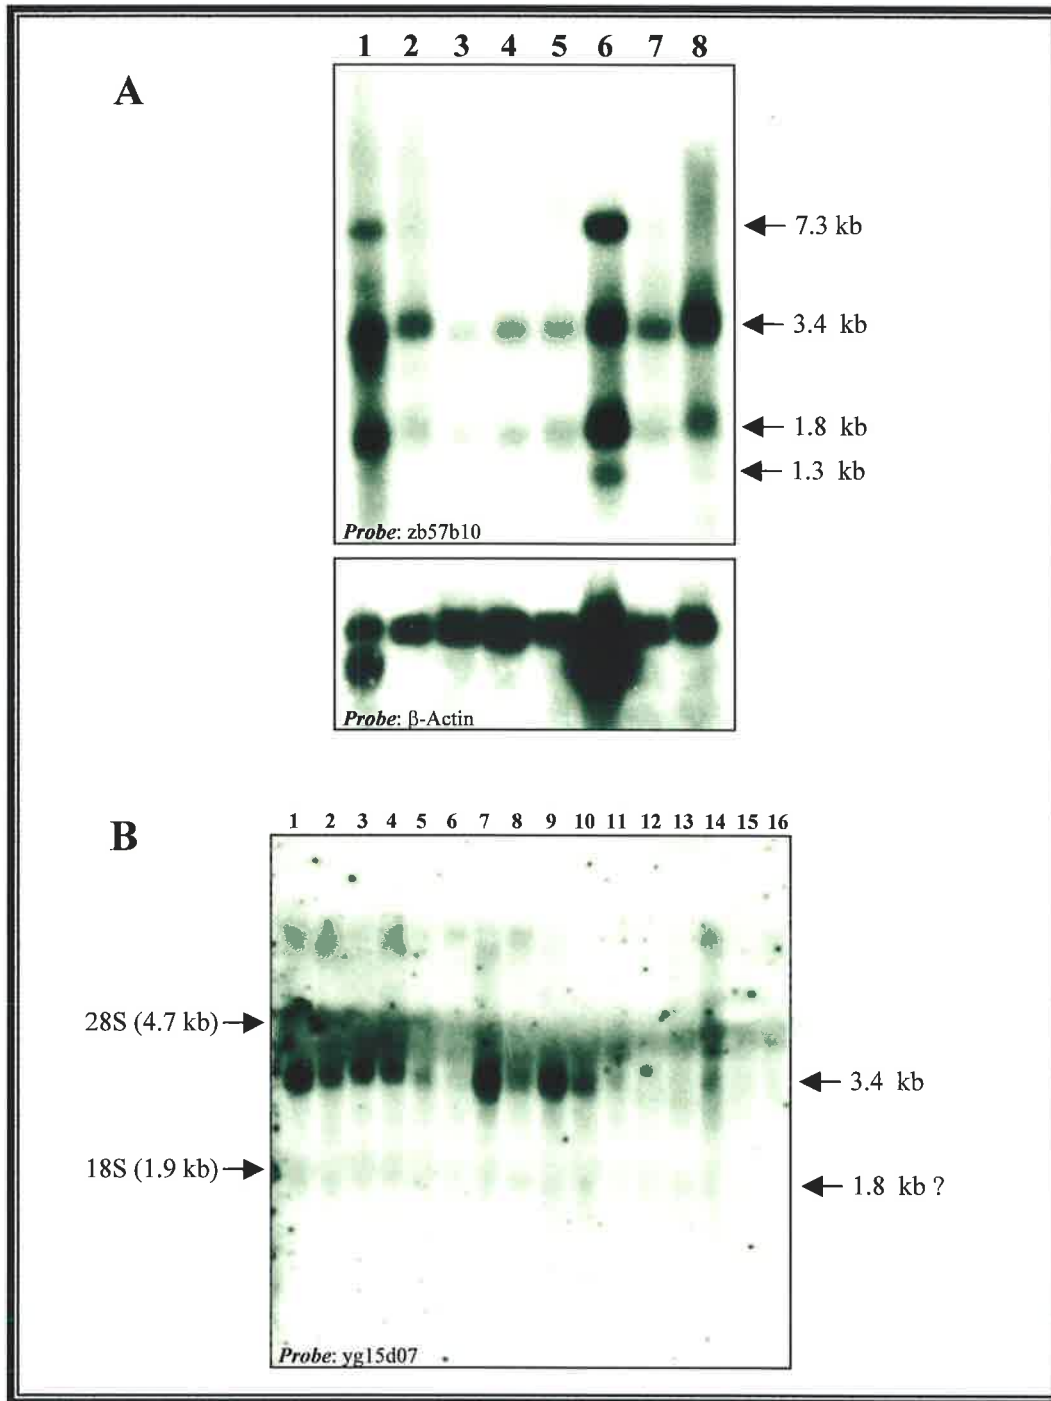 A
1 2 3 4 5 6 7 8
7.3 kb
3.4 kb
1.8 kb
1.3 kb
Probe: zb57b10
Probe: β-Actin
B
1 2 3 4 5 6 7 8 9 10 11 12 13 14 15 16
28S (4.7 kb)
3.4 kb
18S (1.9 kb)
1.8 kb ?
Probe: yg15d07